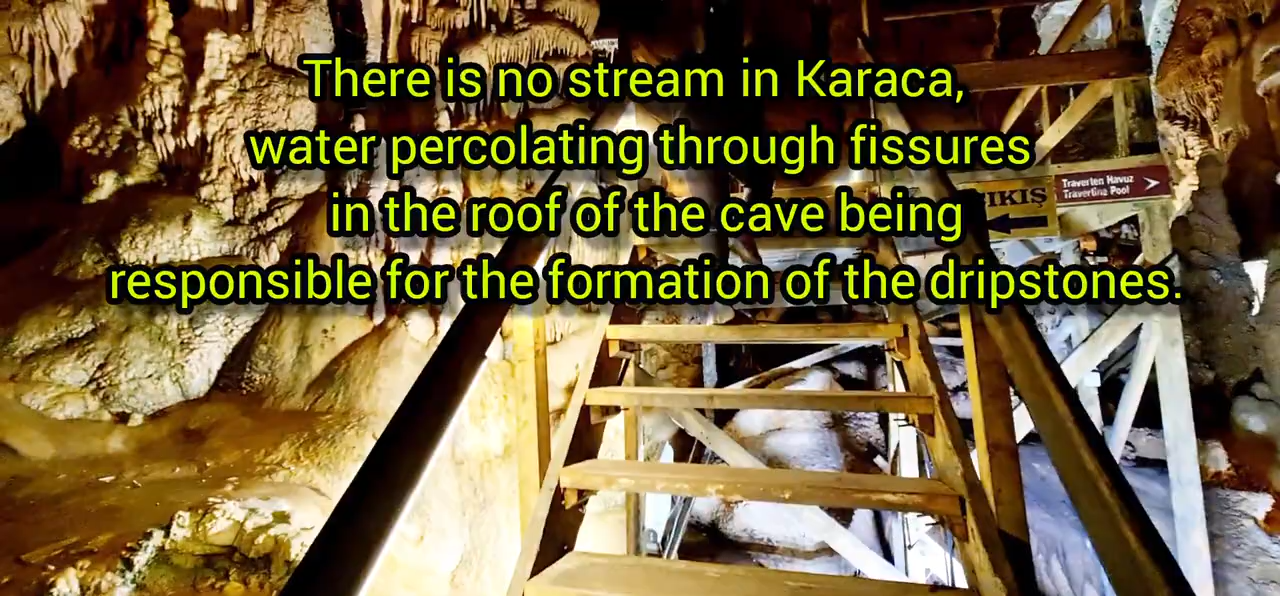 There is no stream in Karaca,
water percolating through fissures
in the roof of the cave being
responsible for the formation of the dripstones.
Traverten Havuz
Travertine Pool